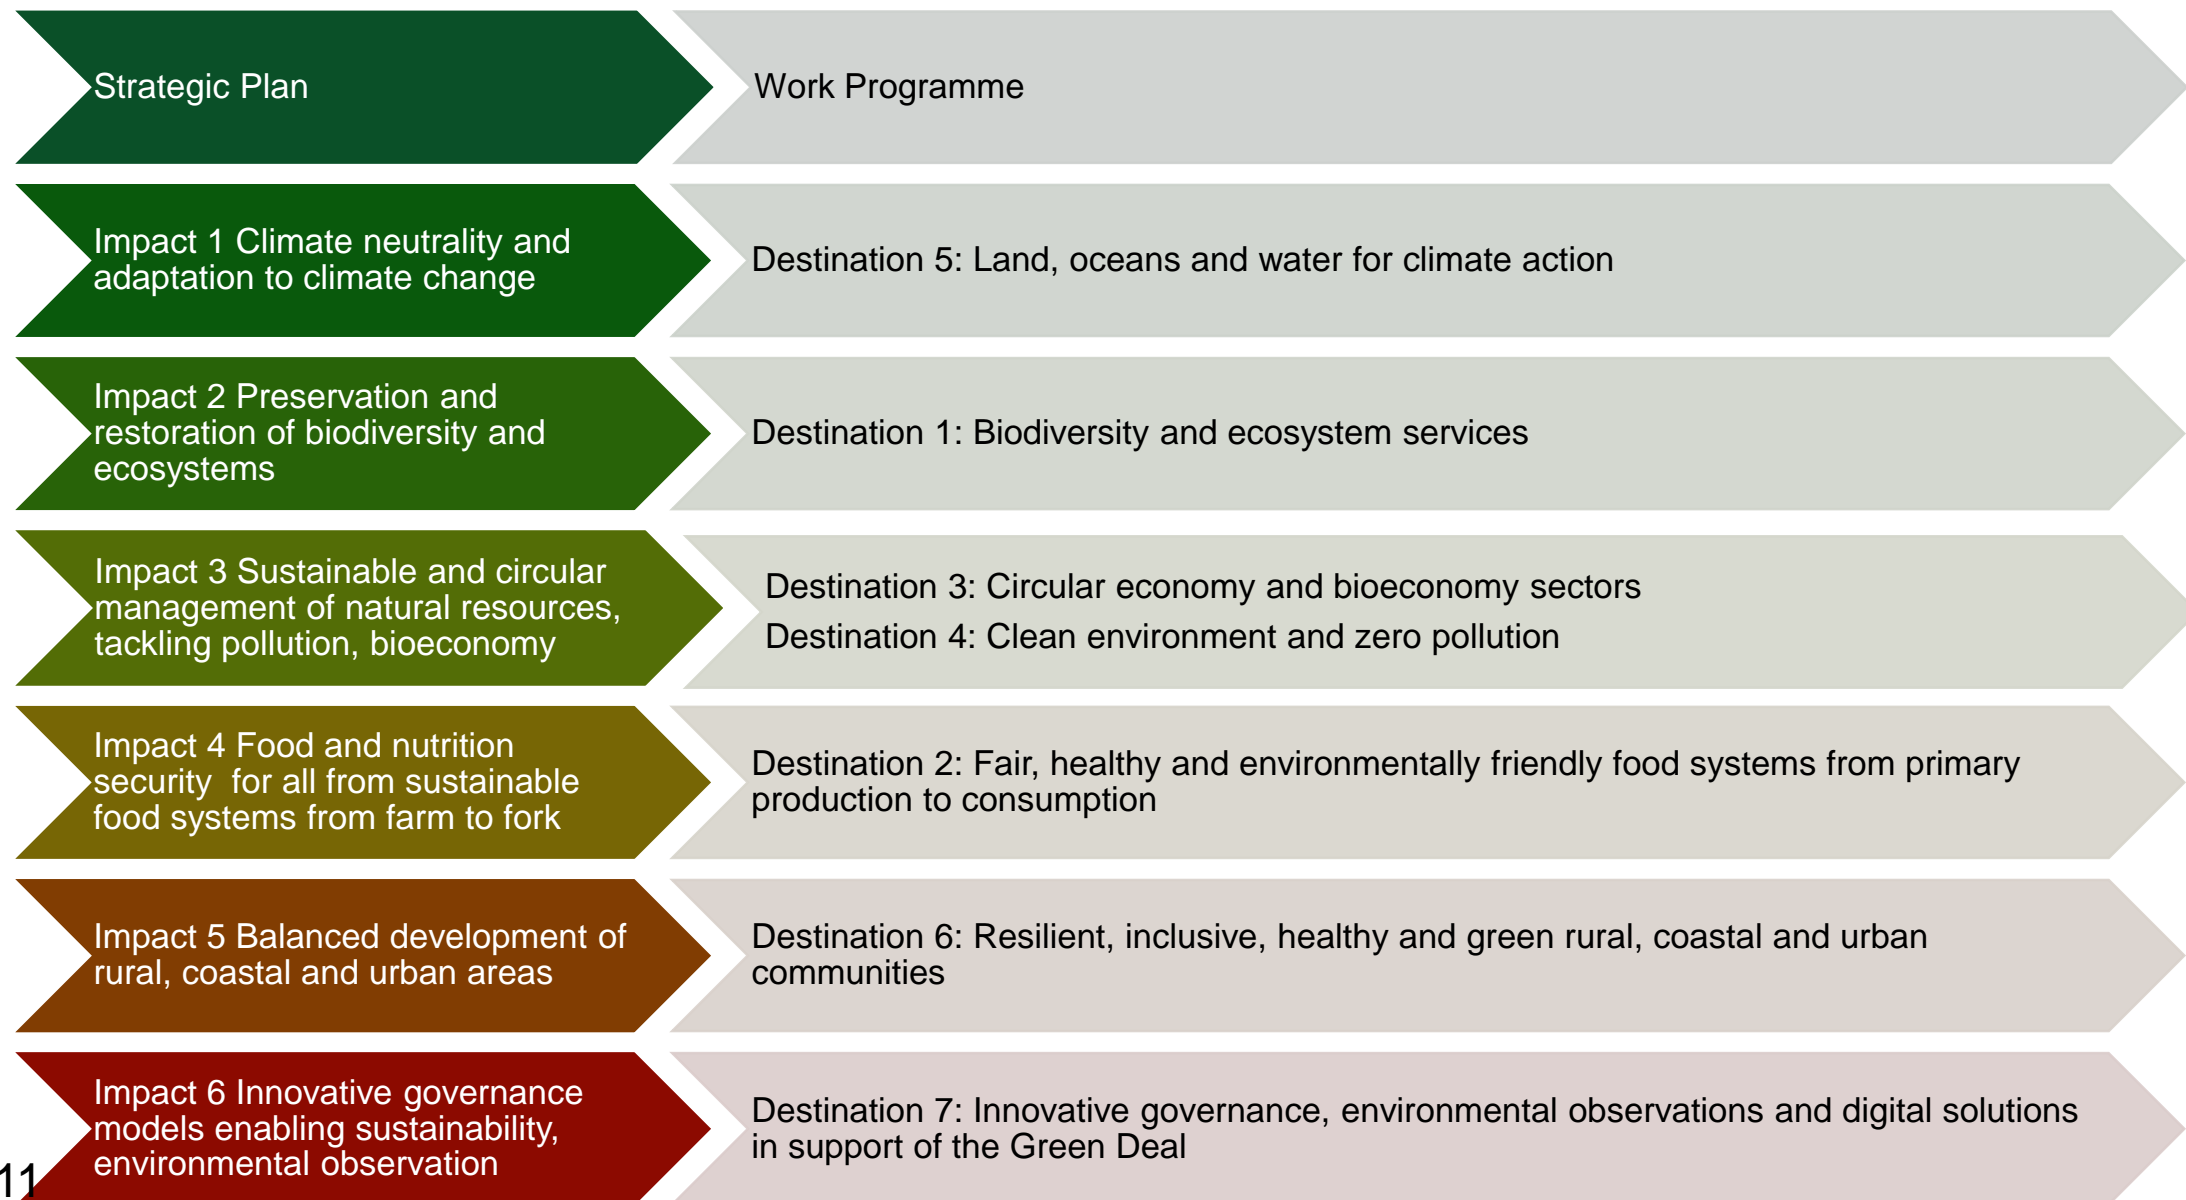 Strategic Plan
Work Programme
Impact 1 Climate neutrality and
adaptation to climate change
Destination 5: Land, oceans and water for climate action
Impact 2 Preservation and
restoration of biodiversity and
ecosystems
Destination 1: Biodiversity and ecosystem services
Impact 3 Sustainable and circular
management of natural resources,
tackling pollution, bioeconomy
Destination 3: Circular economy and bioeconomy sectors
Destination 4: Clean environment and zero pollution
Impact 4 Food and nutrition
security  for all from sustainable
food systems from farm to fork
Destination 2: Fair, healthy and environmentally friendly food systems from primary
production to consumption
Impact 5 Balanced development of
rural, coastal and urban areas
Destination 6: Resilient, inclusive, healthy and green rural, coastal and urban
communities
Impact 6 Innovative governance
models enabling sustainability,
environmental observation
Destination 7: Innovative governance, environmental observations and digital solutions
in support of the Green Deal
11